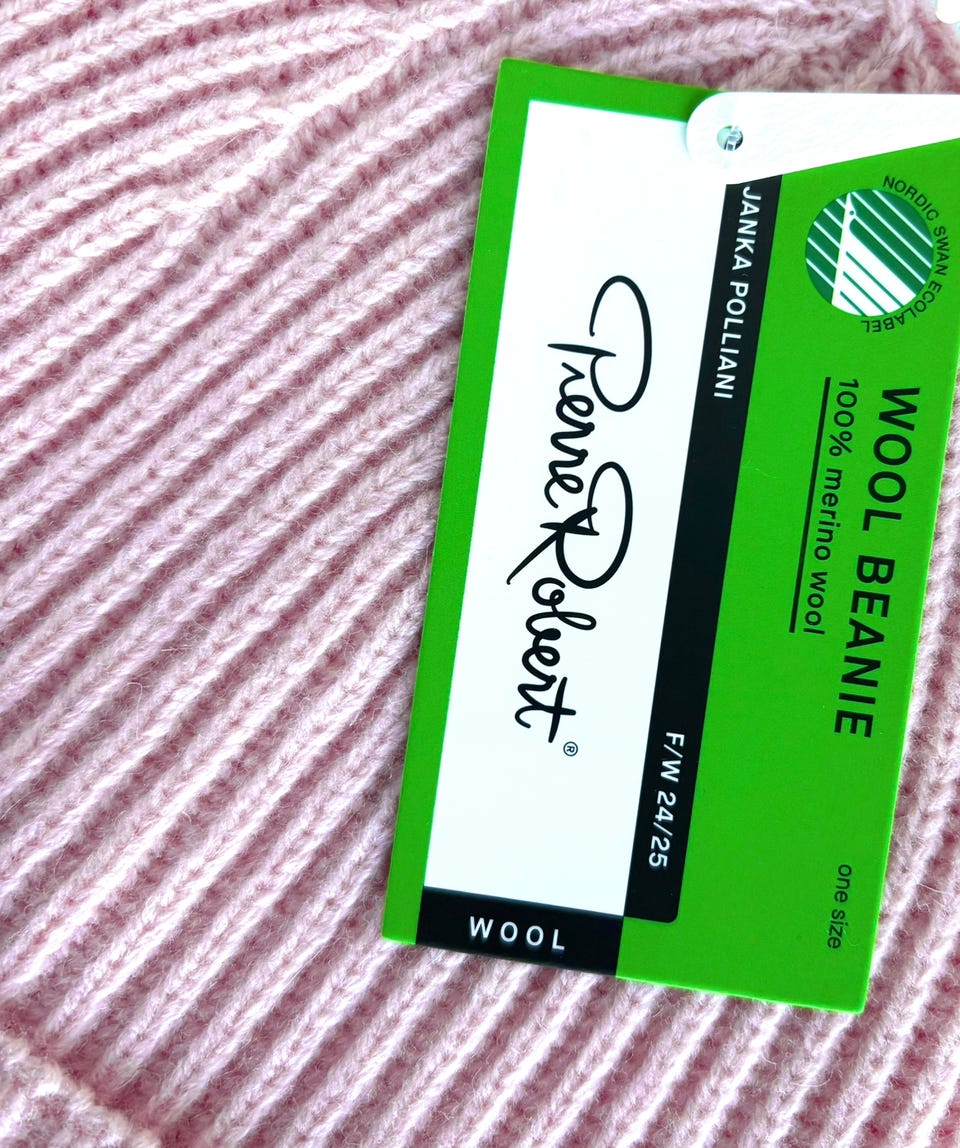 Pierre Robert®
JANKA POLLIANI
F/W 24/25
NORDIC SWAN ECOLABEL
WOOL BEANIE
100% merino wool
one size
WOOL